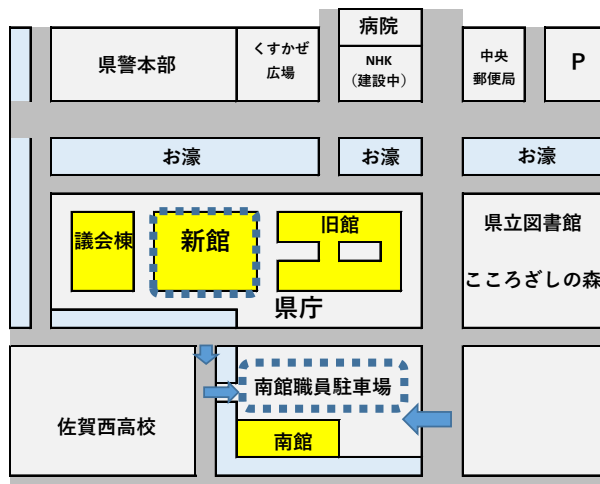 病院
県警本部
くすかぜ
広場
NHK
（建設中）
中央
郵便局
P
お濠
お濠
お濠
議会棟
新館
旧館
県庁
県立図書館
こころざしの森
佐賀西高校
南館職員駐車場
南館